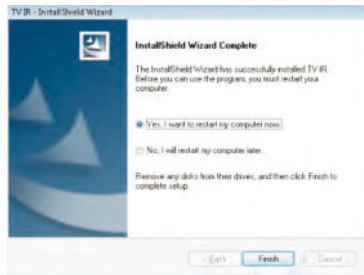 TV IR - InstallShield Wizard
InstallShield Wizard Complete
The InstallShield Wizard has successfully installed TV IR.
Before you can use the program, you must restart your
computer.
Yes, I want to restart my computer now.
No, I will restart my computer later.
Remove any disks from their drives, and then click Finish to
complete setup.
< Back
Finish
Cancel